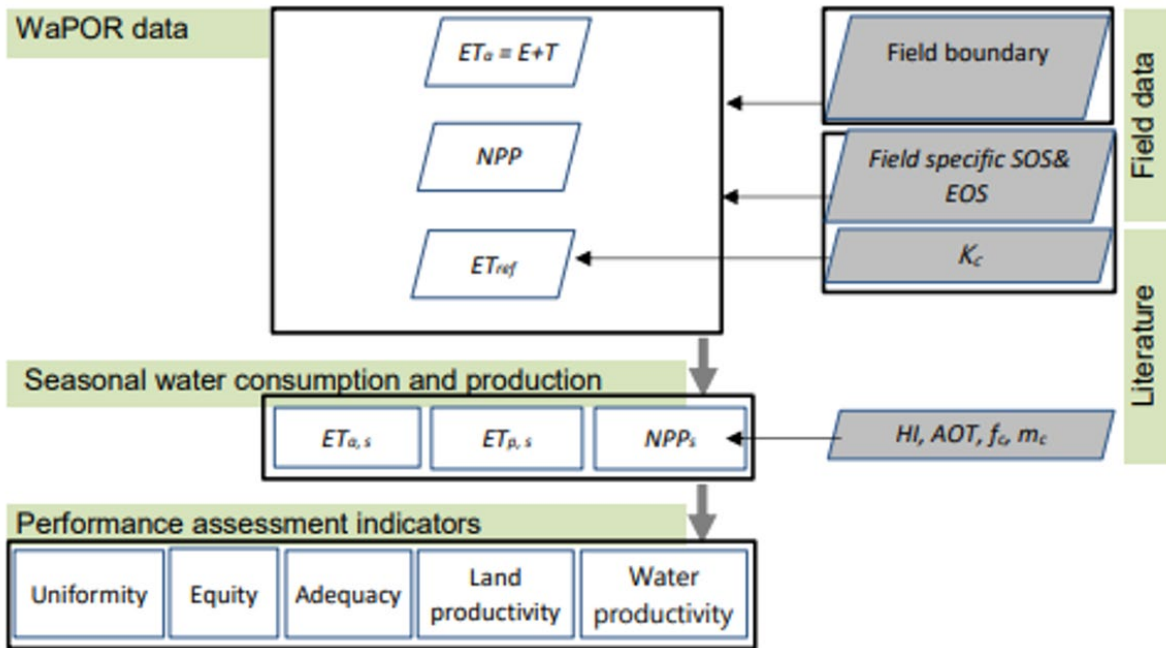 WaPOR data
ETa = E+T
NPP
ETref
Field boundary
Field specific SOS&
EOS
Kc
Field data
Literature
Seasonal water consumption and production
ETa, s
ETp, s
NPPs
HI, AOT, fc, mc
Performance assessment indicators
Uniformity
Equity
Adequacy
Land
productivity
Water
productivity